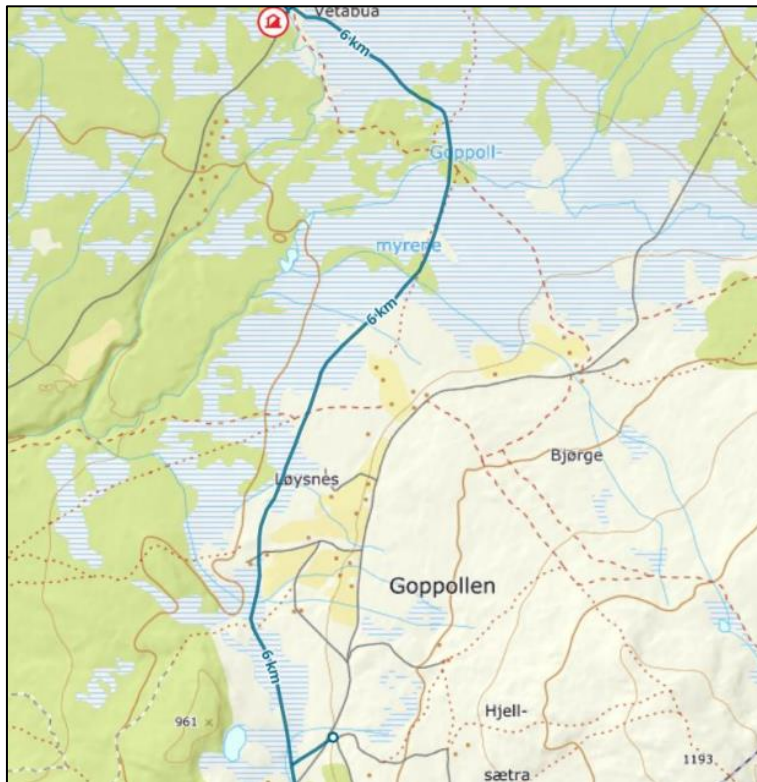 Vetabua
6 km
Goppoll-
myrene
6 km
Bjørge
Løysnes
Goppollen
6 km
961
Hjell-
1193
sætra